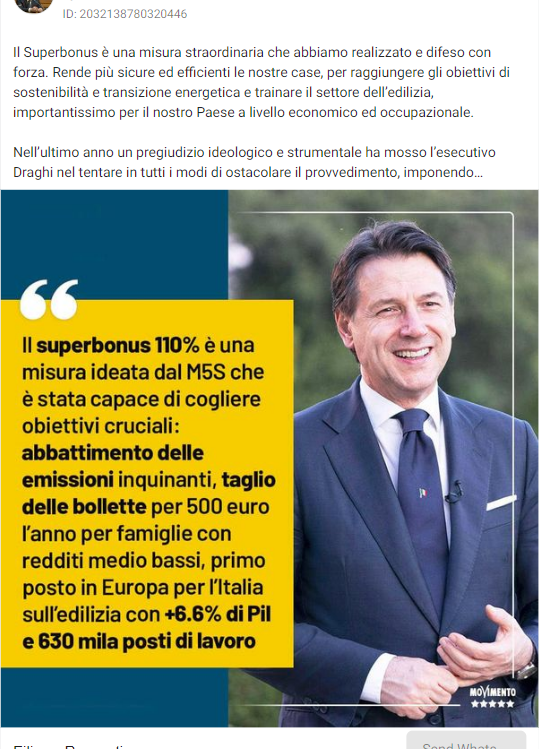 ID: 2032138780320446
Il Superbonus è una misura straordinaria che abbiamo realizzato e difeso con
forza. Rende più sicure ed efficienti le nostre case, per raggiungere gli obiettivi di
sostenibilità e transizione energetica e trainare il settore dell'edilizia,
importantissimo per il nostro Paese a livello economico ed occupazionale.
Nell'ultimo anno un pregiudizio ideologico e strumentale ha mosso l'esecutivo
Draghi nel tentare in tutti i modi di ostacolare il provvedimento, imponendo...
Il superbonus 110% è una
misura ideata dal M5S che
è stata capace di cogliere
obiettivi cruciali:
abbattimento delle
emissioni inquinanti, taglio
delle bollette per 500 euro
l'anno per famiglie con
redditi medio bassi, primo
posto in Europa per l'Italia
sull'edilizia con +6.6% di Pil
e 630 mila posti di lavoro
MOVIMENTO